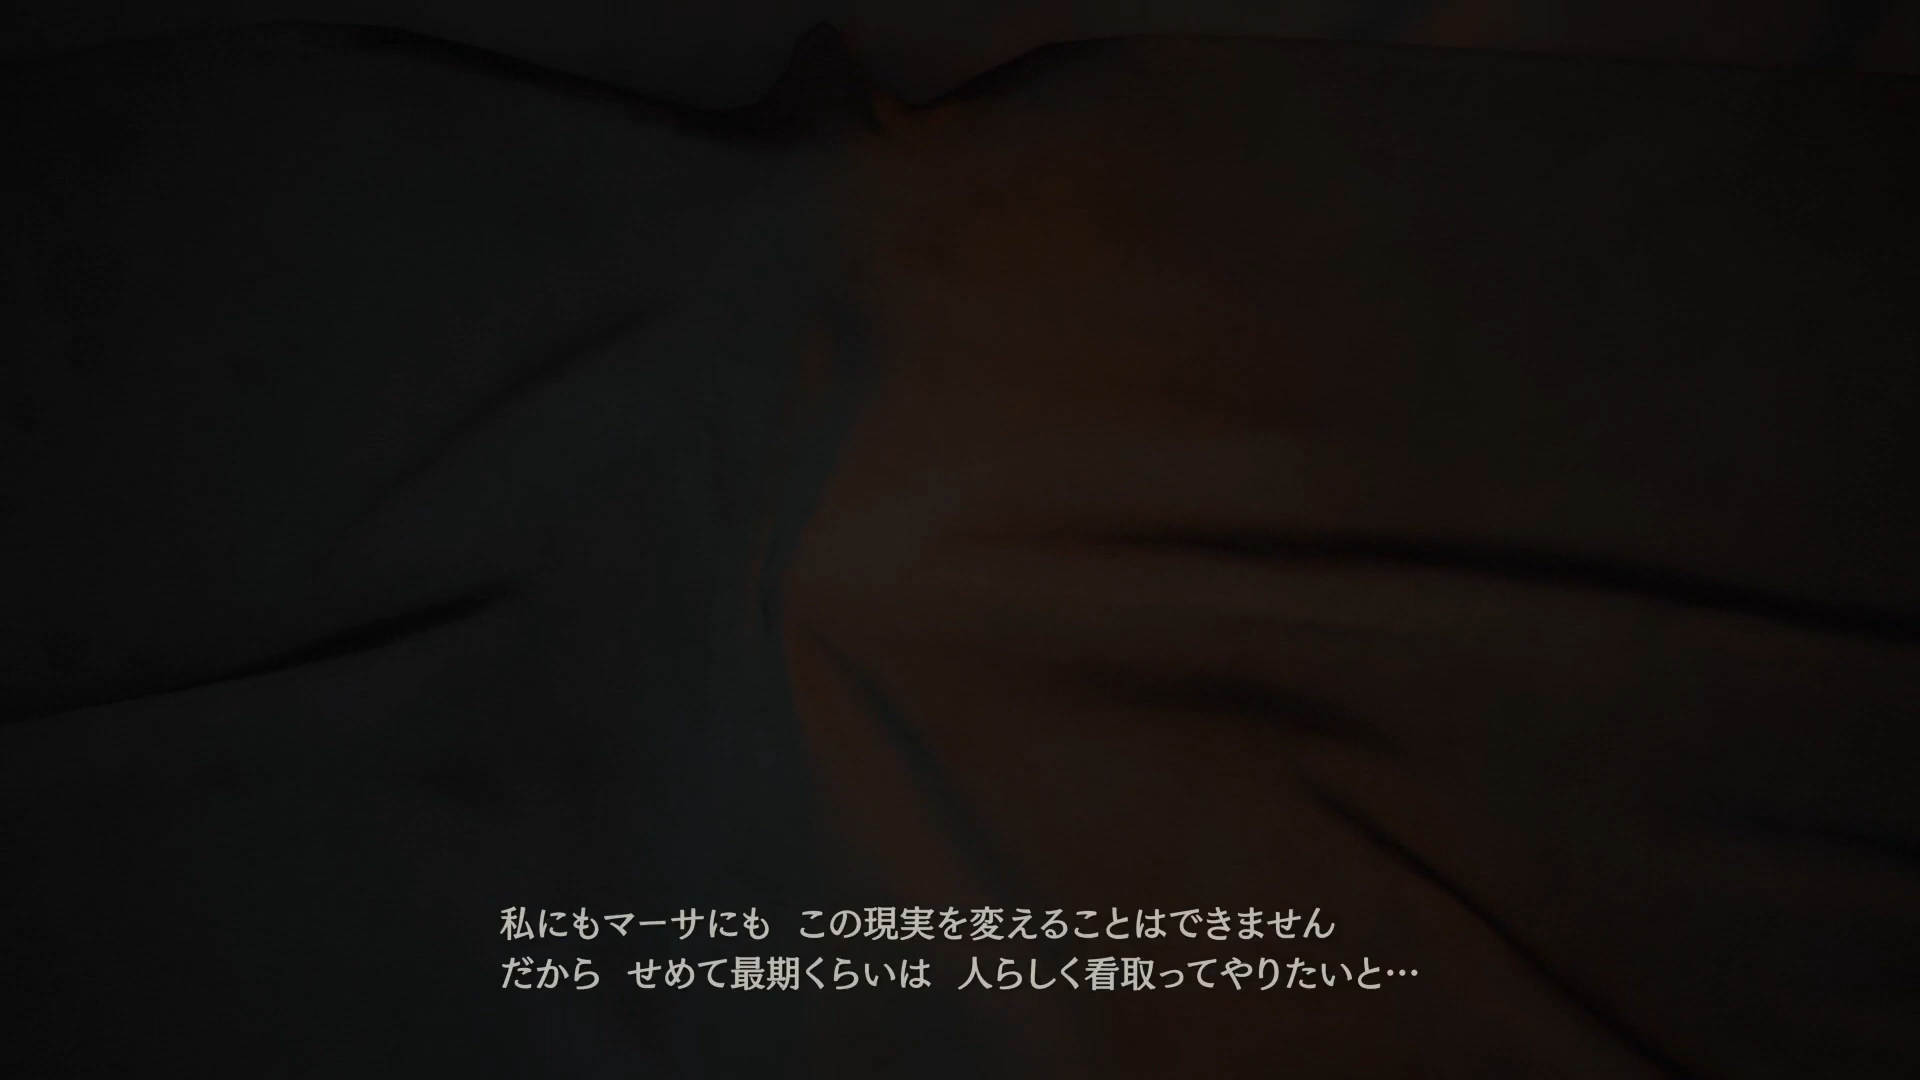 私にもマーサにも　この現実を変えることはできません
だから　せめて最期くらいは　人らしく看取ってやりたいと…